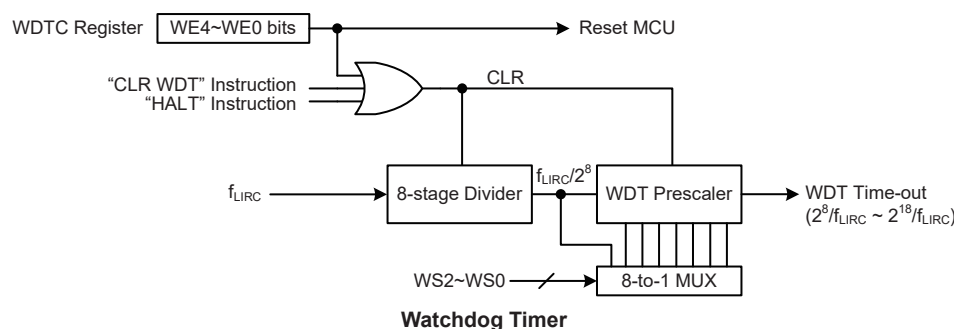 WDTC Register WE4~WE0 bits Reset MCU
CLR
“CLR WDT” Instruction
“HALT” Instruction
fLIRC/2⁸
fLIRC 8-stage Divider WDT Prescaler WDT Time-out
(2⁸/fLIRC ~ 2¹⁸/fLIRC)
WS2~WS0 8-to-1 MUX
Watchdog Timer